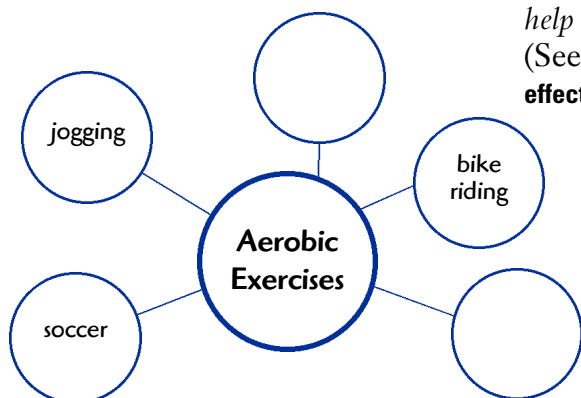 help
(See
effect
jogging
bike
riding
Aerobic
Exercises
soccer